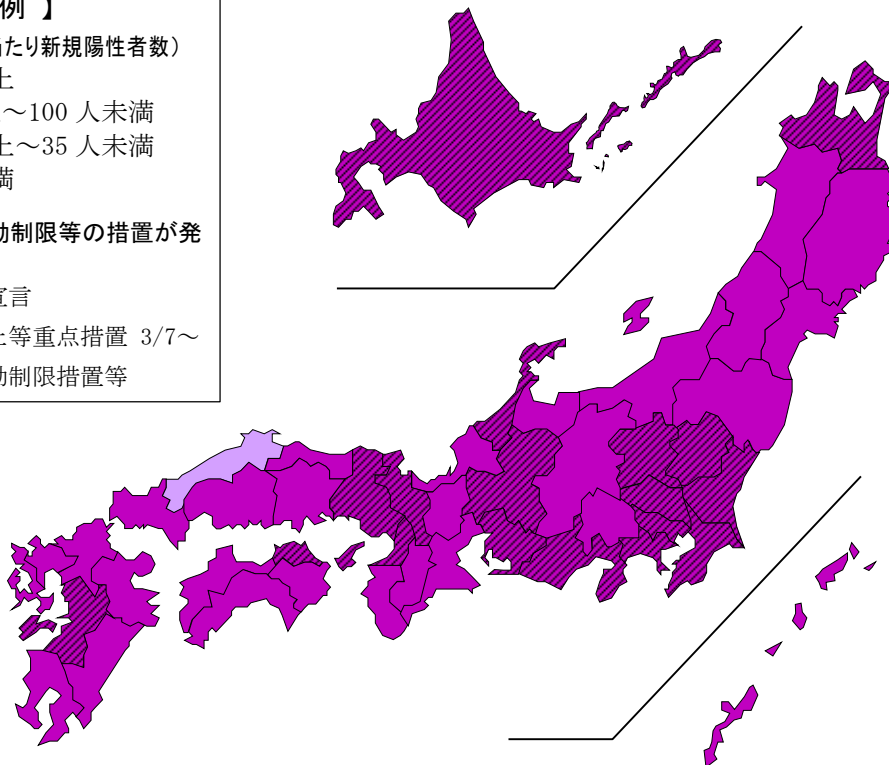 例 】
たり新規陽性者数）
上
～100 人未満
上～35 人未満
満
動制限等の措置が発
宣言
止等重点措置 3/7～
動制限措置等